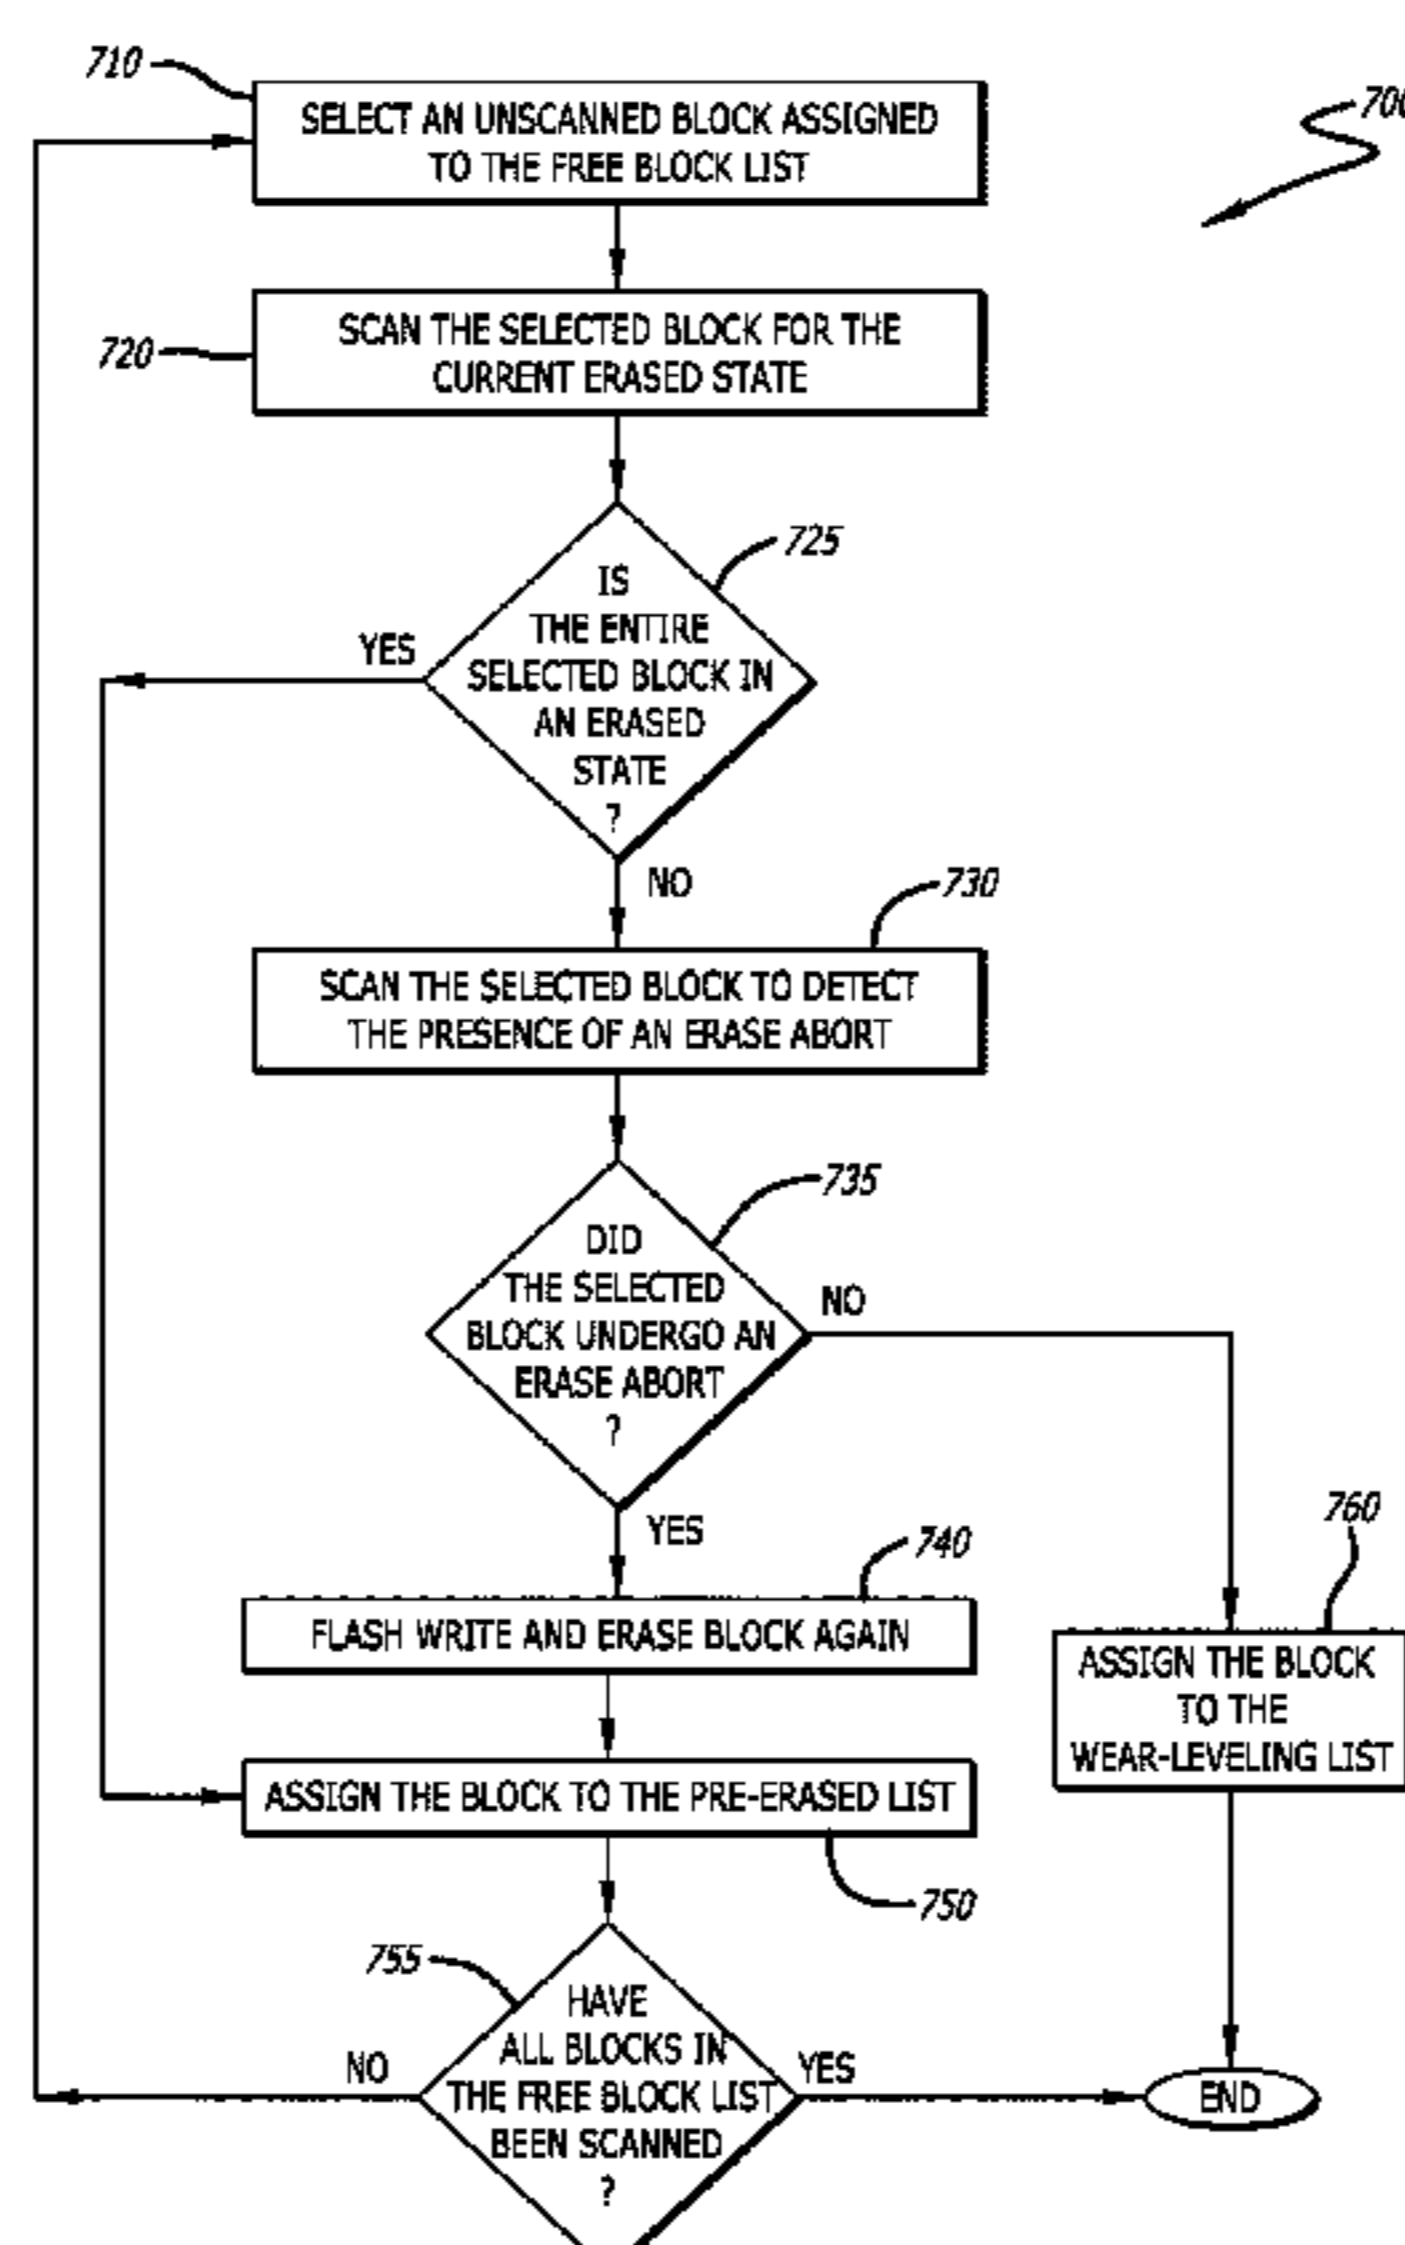 710
SELECT AN UNSCANNED BLOCK ASSIGNED
TO THE FREE BLOCK LIST
700
720
SCAN THE SELECTED BLOCK FOR THE
CURRENT ERASED STATE
725
IS
THE ENTIRE
SELECTED BLOCK IN
AN ERASED
STATE
?
YES
NO
730
SCAN THE SELECTED BLOCK TO DETECT
THE PRESENCE OF AN ERASE ABORT
735
DID
THE SELECTED
BLOCK UNDERGO AN
ERASE ABORT
?
NO
YES
740
FLASH WRITE AND ERASE BLOCK AGAIN
760
ASSIGN THE BLOCK
TO THE
WEAR-LEVELING LIST
ASSIGN THE BLOCK TO THE PRE-ERASED LIST
750
755
HAVE
ALL BLOCKS IN
THE FREE BLOCK LIST
BEEN SCANNED
?
NO
YES
END